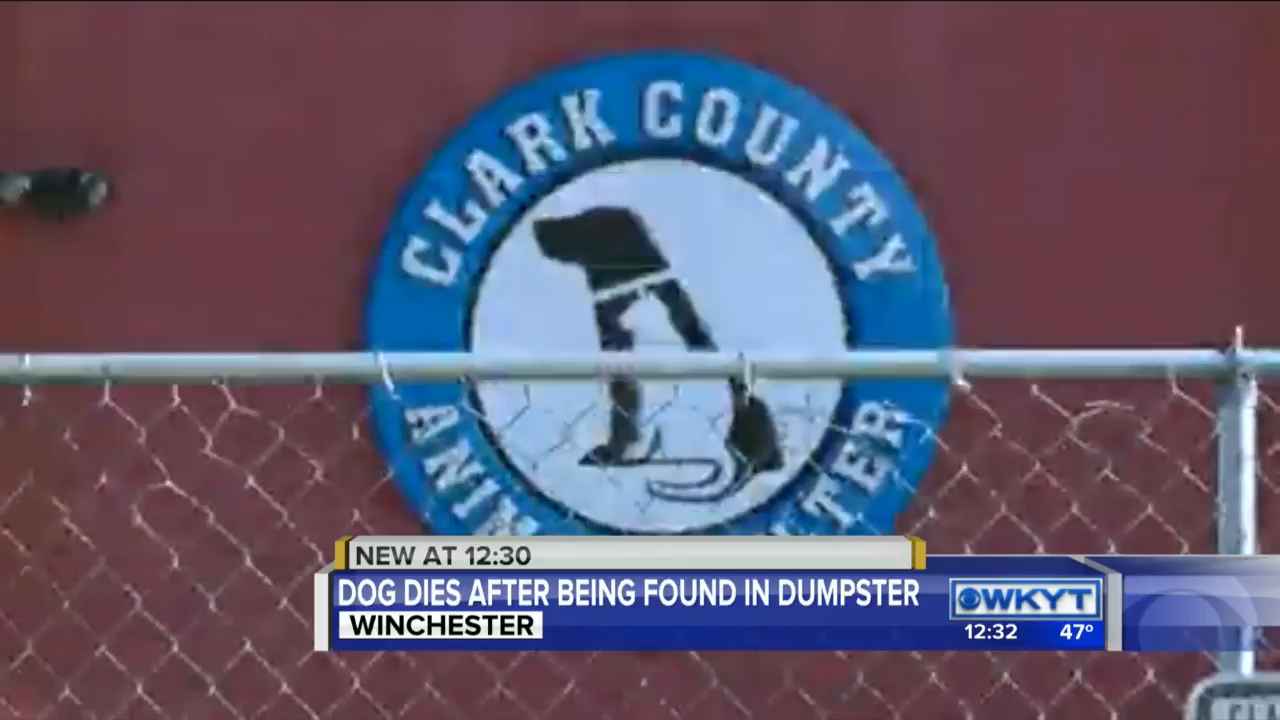 CLARK COUNTY
NEW AT 12:30
DOG DIES AFTER BEING FOUND IN DUMPSTER
WINCHESTER
WKYT
12:32 47°